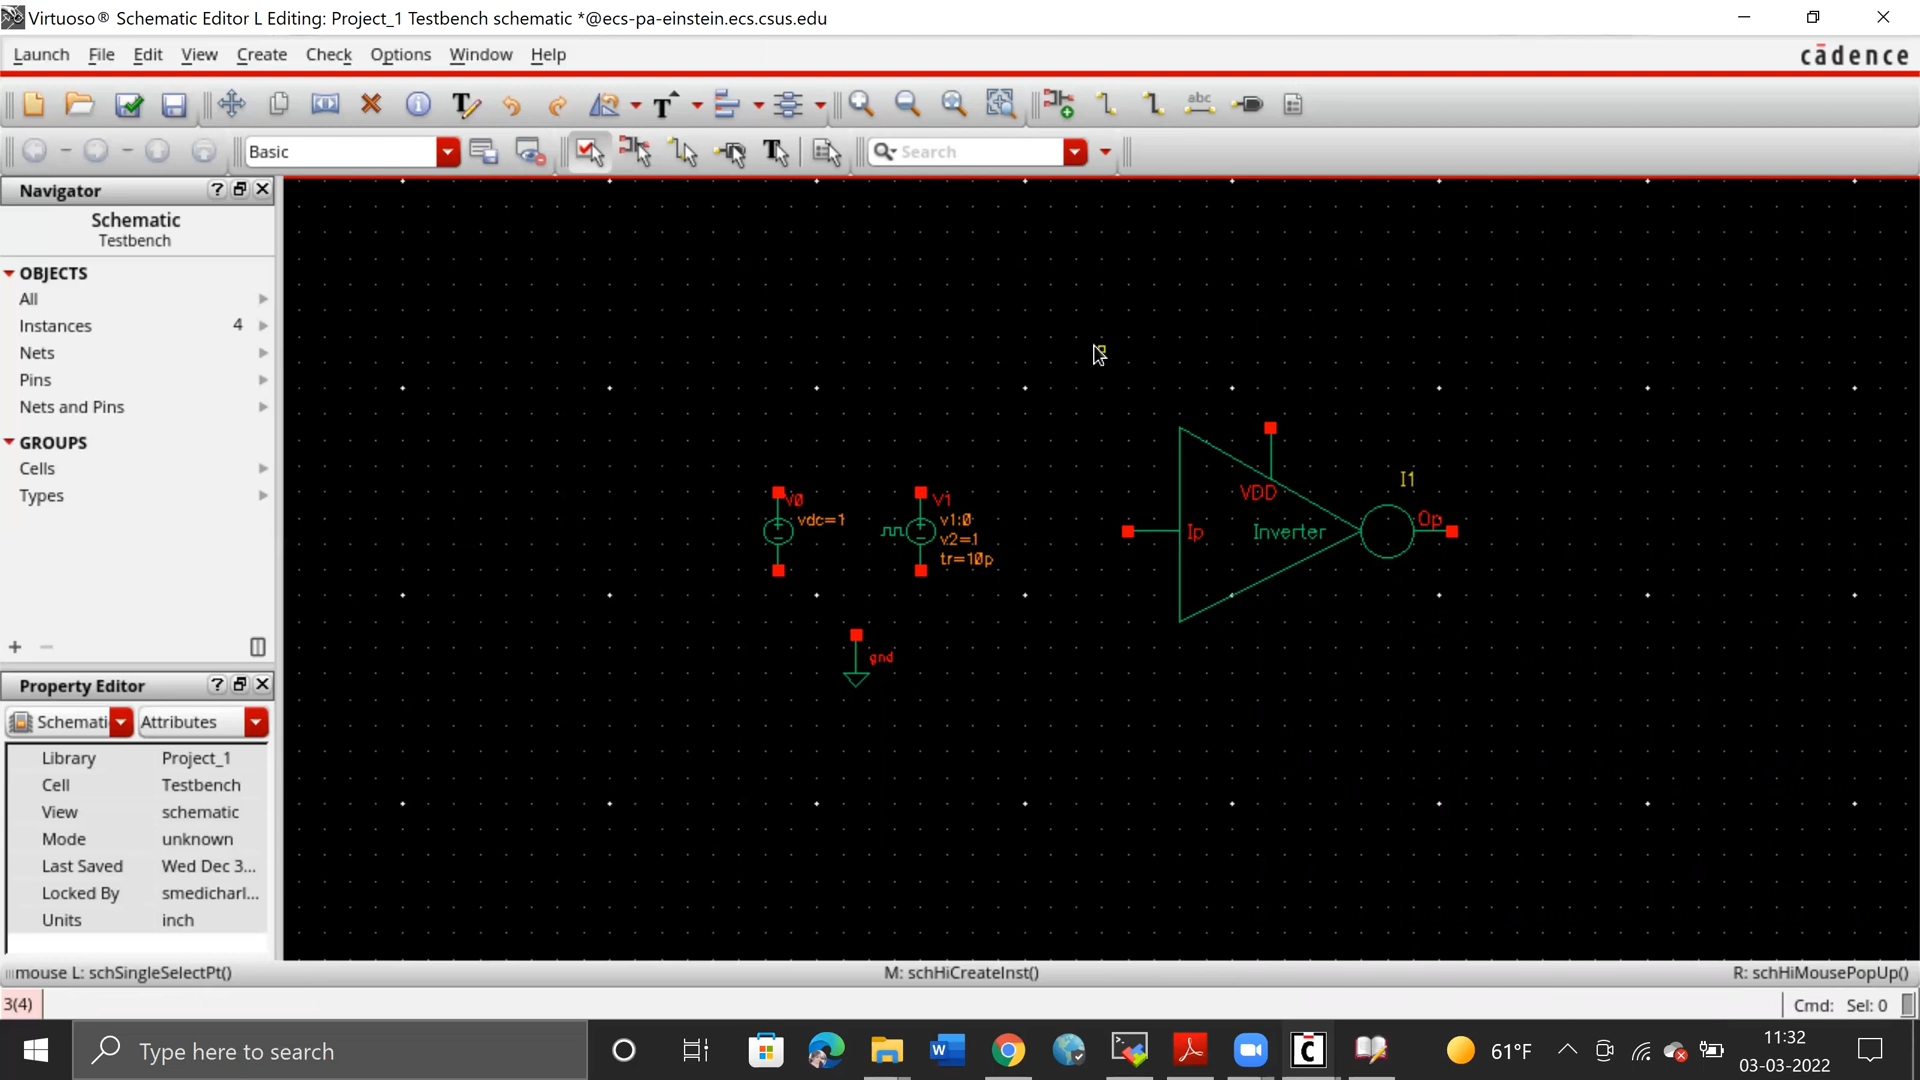 Virtuoso® Schematic Editor L Editing: Project_1 Testbench schematic *@ecs-pa-einstein.ecs.csus.edu
Launch File Edit View Create Check Options Window Help
cādence
abc
Basic
Search
Navigator
Schematic
Testbench
OBJECTS
All
Instances 4
Nets
Pins
Nets and Pins
GROUPS
Cells
Types
Property Editor
Schemati Attributes
Library Project_1
Cell Testbench
View schematic
Mode unknown
Last Saved Wed Dec 3...
Locked By smedicharl...
Units inch
V0
vdc=1
V1
v1:0
v2=1
tr=10p
gnd
I1
VDD
Ip
Inverter
Op
mouse L: schSingleSelectPt() M: schHiCreateInst() R: schHiMousePopUp()
3(4) Cmd: Sel: 0
Type here to search
61°F
11:32
03-03-2022